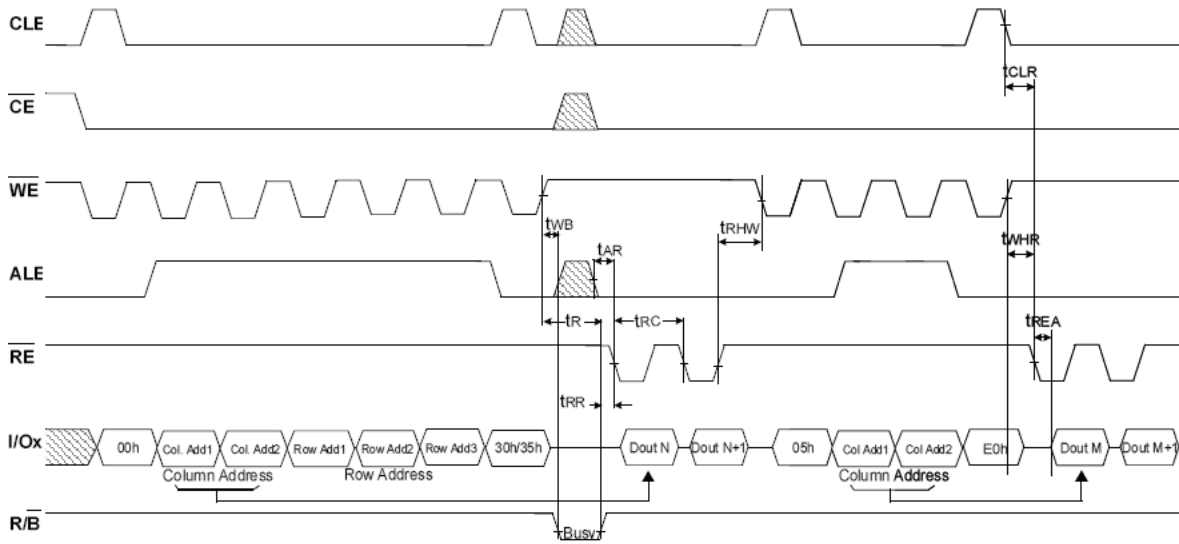 CLE
tCLR
CE
WE
tWB
tRHW
tWHR
tAR
ALE
tR
tRC
tREA
RE
tRR
I/Ox
00h Col. Add1 Col. Add2 Row Add1 Row Add2 Row Add3 30h/35h Dout N Dout N+1 05h Col Add1 Col Add2 E0h Dout M Dout M+1
Column Address Row Address Column Address
R/B Busy